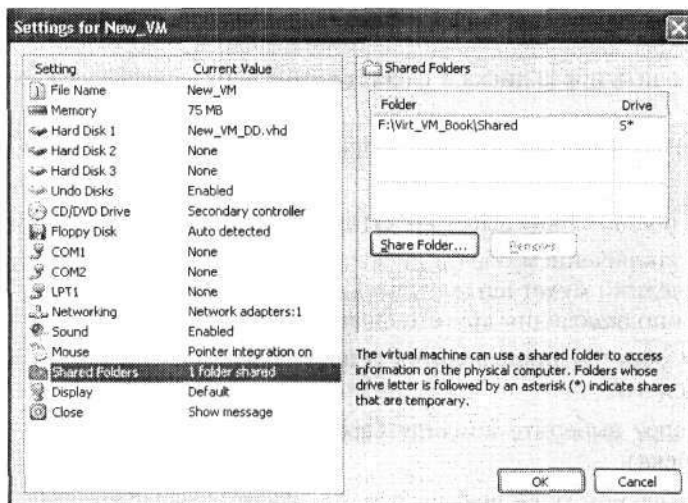 Settings for New_VM
Setting Current Value
File Name New_VM
Memory 75 MB
Hard Disk 1 New_VM_DD.vhd
Hard Disk 2 None
Hard Disk 3 None
Undo Disks Enabled
CD/DVD Drive Secondary controller
Floppy Disk Auto detected
COM1 None
COM2 None
LPT1 None
Networking Network adapters:1
Sound Enabled
Mouse Pointer integration on
Shared Folders 1 folder shared
Display Default
Close Show message
Shared Folders
Folder Drive
F:\Virt_VM_Book\Shared S*
Share Folder... Remove
The virtual machine can use a shared folder to access
information on the physical computer. Folders whose
drive letter is followed by an asterisk (*) indicate shares
that are temporary.
OK Cancel